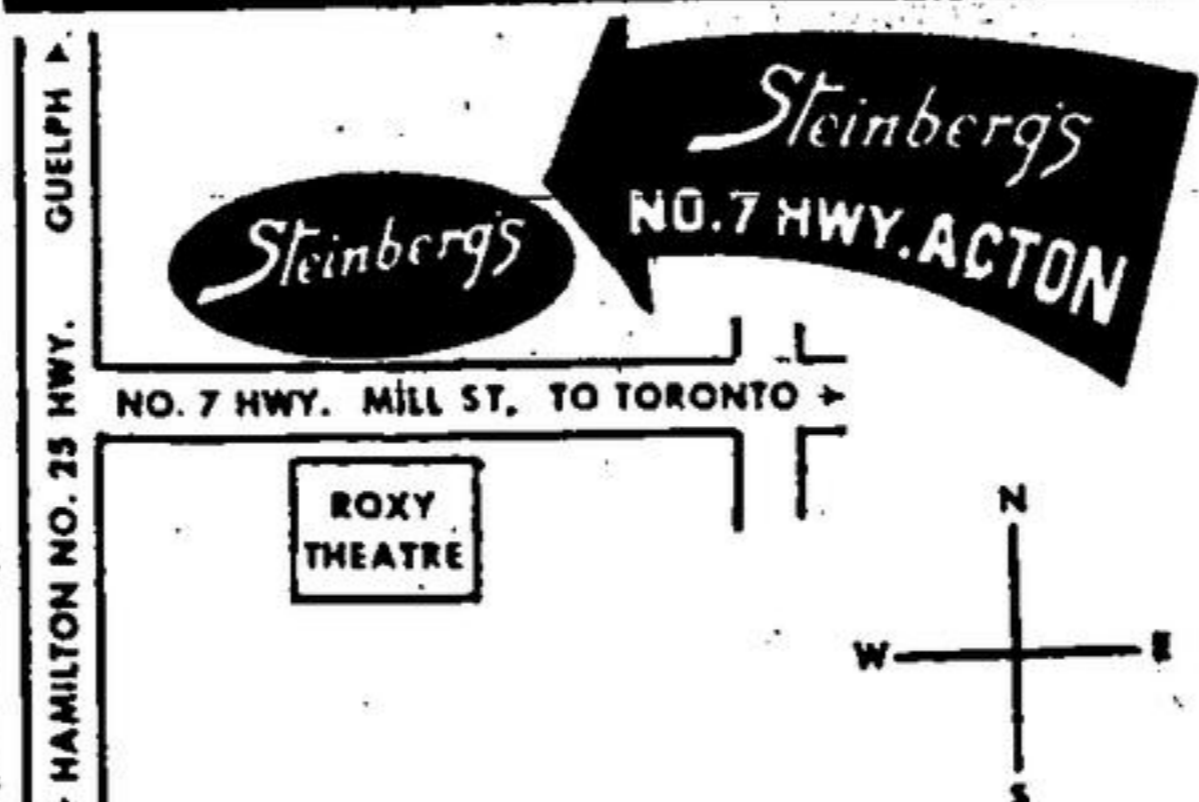 Steinberg's
NO. 7 HWY. ACTON
Steinberg's
HAMILTON NO. 25 HWY. GUELPH
NO. 7 HWY. MILL ST. TO TORONTO
ROXY
THEATRE
N
W E
S